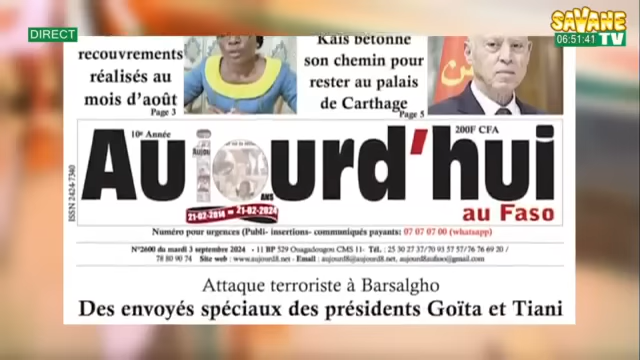 DIRECT
SAVANE
TV
06:51:41
recouvrements
réalisés au
mois d'août
Page 3
Kaïs bétonne
son chemin pour
rester au palais
de Carthage
Page 5
10e Année
200F CFA
Aujourd'hui
au Faso
ANS
21-02-2014 = 21-02-2024
ISSN 2424-7340
Numéro pour urgences (Publi- insertions- communiqués payants: 07 07 07 00 (whatsapp)
N°2600 du mardi 3 septembre 2024 - 11 BP 529 Ouagadougou CMS 11- TéL. : 25 30 27 37/70 93 57 57/76 76 69 20 /
78 80 90 74 Site web : www.aujourd8.net - Email : aujourd8@aujourd8.net, aujourd8aufaso@gmail.com
Attaque terroriste à Barsalgho
Des envoyés spéciaux des présidents Goïta et Tiani